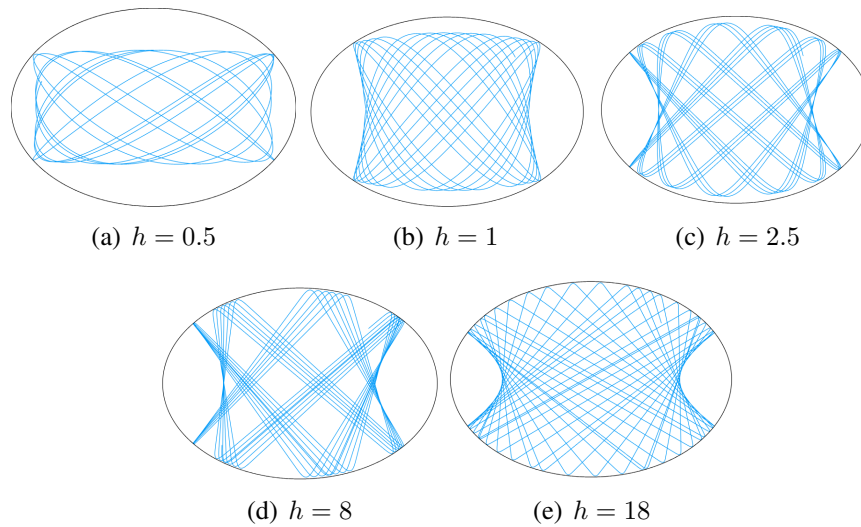 (a) h = 0.5
(b) h = 1
(c) h = 2.5
(d) h = 8
(e) h = 18